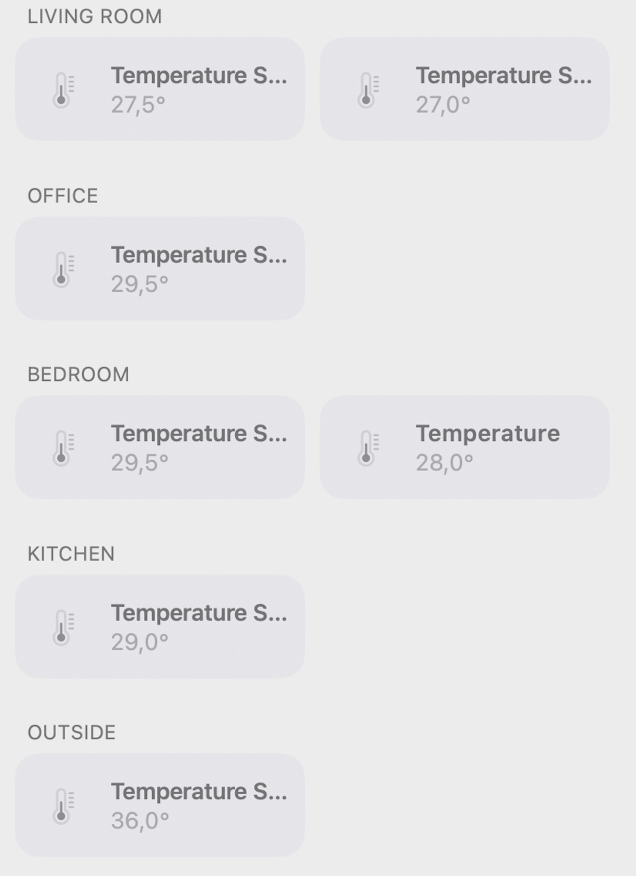 LIVING ROOM
Temperature S... Temperature S...
27,5° 27,0°
OFFICE
Temperature S...
29,5°
BEDROOM
Temperature S... Temperature
29,5° 28,0°
KITCHEN
Temperature S...
29,0°
OUTSIDE
Temperature S...
36,0°